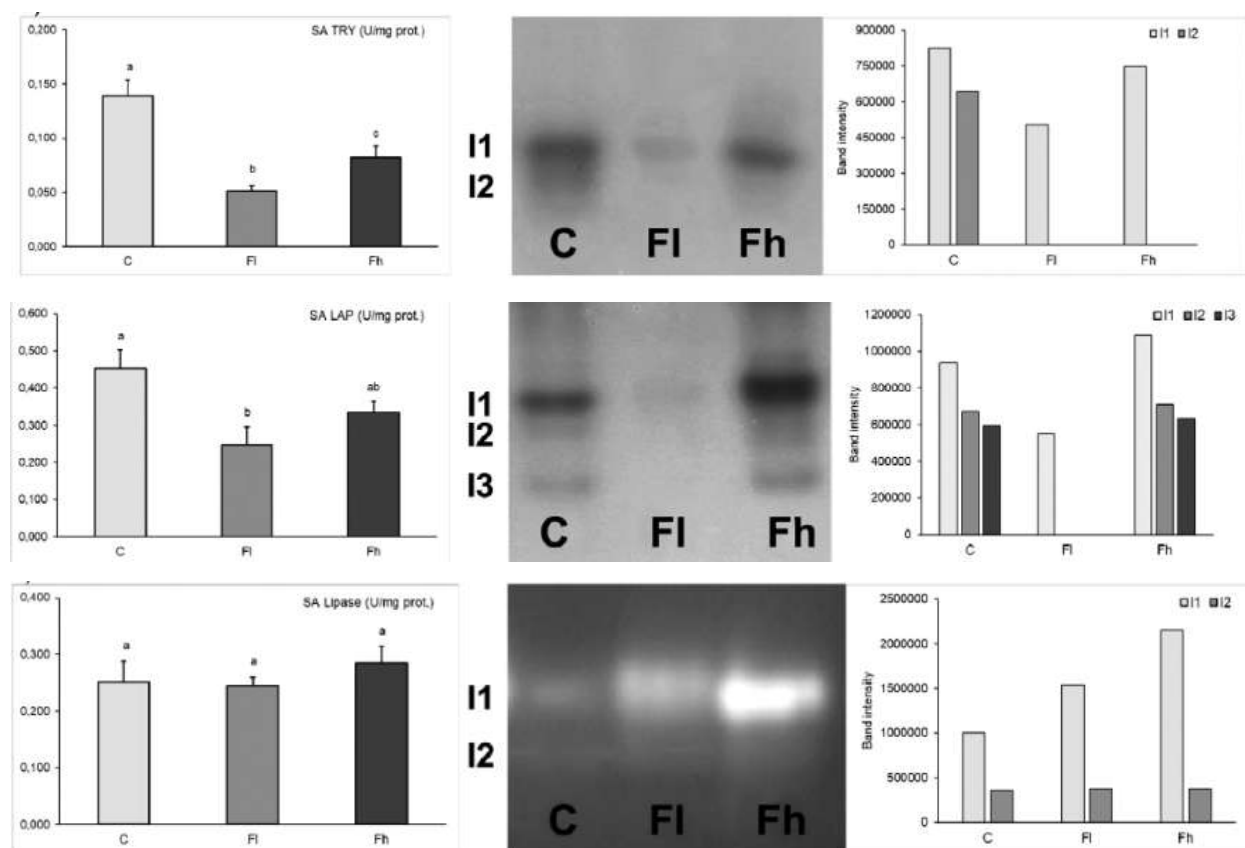 0,200
SA TRY (U/mg prot.)
a
0,150
c
0,100
b
0,050
0,000
C Fl Fh
I1
I2
C Fl Fh
900000
I1 I2
750000
600000
Band intensity
450000
300000
150000
0
C Fl Fh
0,600
SA LAP (U/mg prot.)
a
0,500
ab
0,400
b
0,300
0,200
0,100
0,000
C Fl Fh
I1
I2
I3
C Fl Fh
1200000
I1 I2 I3
1000000
800000
Band intensity
600000
400000
200000
0
C Fl Fh
0,400
SA Lipase (U/mg prot.)
a a a
0,300
0,200
0,100
0,000
C Fl Fh
I1
I2
C Fl Fh
2500000
I1 I2
2000000
1500000
Band intensity
1000000
500000
0
C Fl Fh